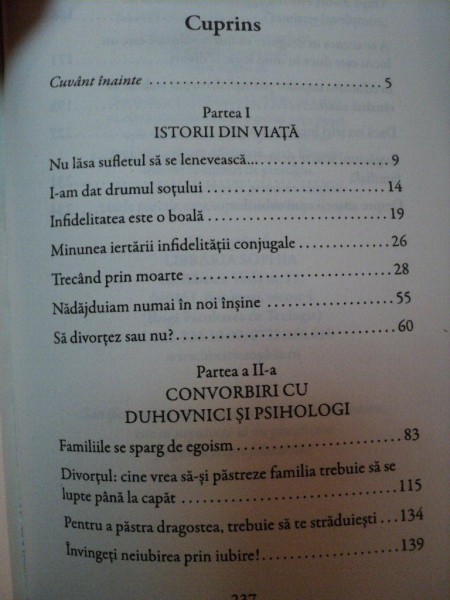 Cuprins
Cuvânt înainte ........................................ 5
Partea I
ISTORII DIN VIAȚĂ
Nu lăsa sufletul să se lenevească... .................. 9
I-am dat drumul soțului ........................... 14
Infidelitatea este o boală ........................... 19
Minunea iertării infidelității conjugale ............... 26
Trecând prin moarte ............................... 28
Nădăjduiam numai în noi înșine .................... 55
Să divorțez sau nu? ................................ 60
Partea a II-a
CONVORBIRI CU
DUHOVNICI ȘI PSIHOLOGI
Familiile se sparg de egoism ........................ 83
Divorțul: cine vrea să-și păstreze familia trebuie să se
lupte până la capăt ............................... 115
Pentru a păstra dragostea, trebuie să te străduiești ... 134
Învingeți neiubirea prin iubire! .................... 139
237